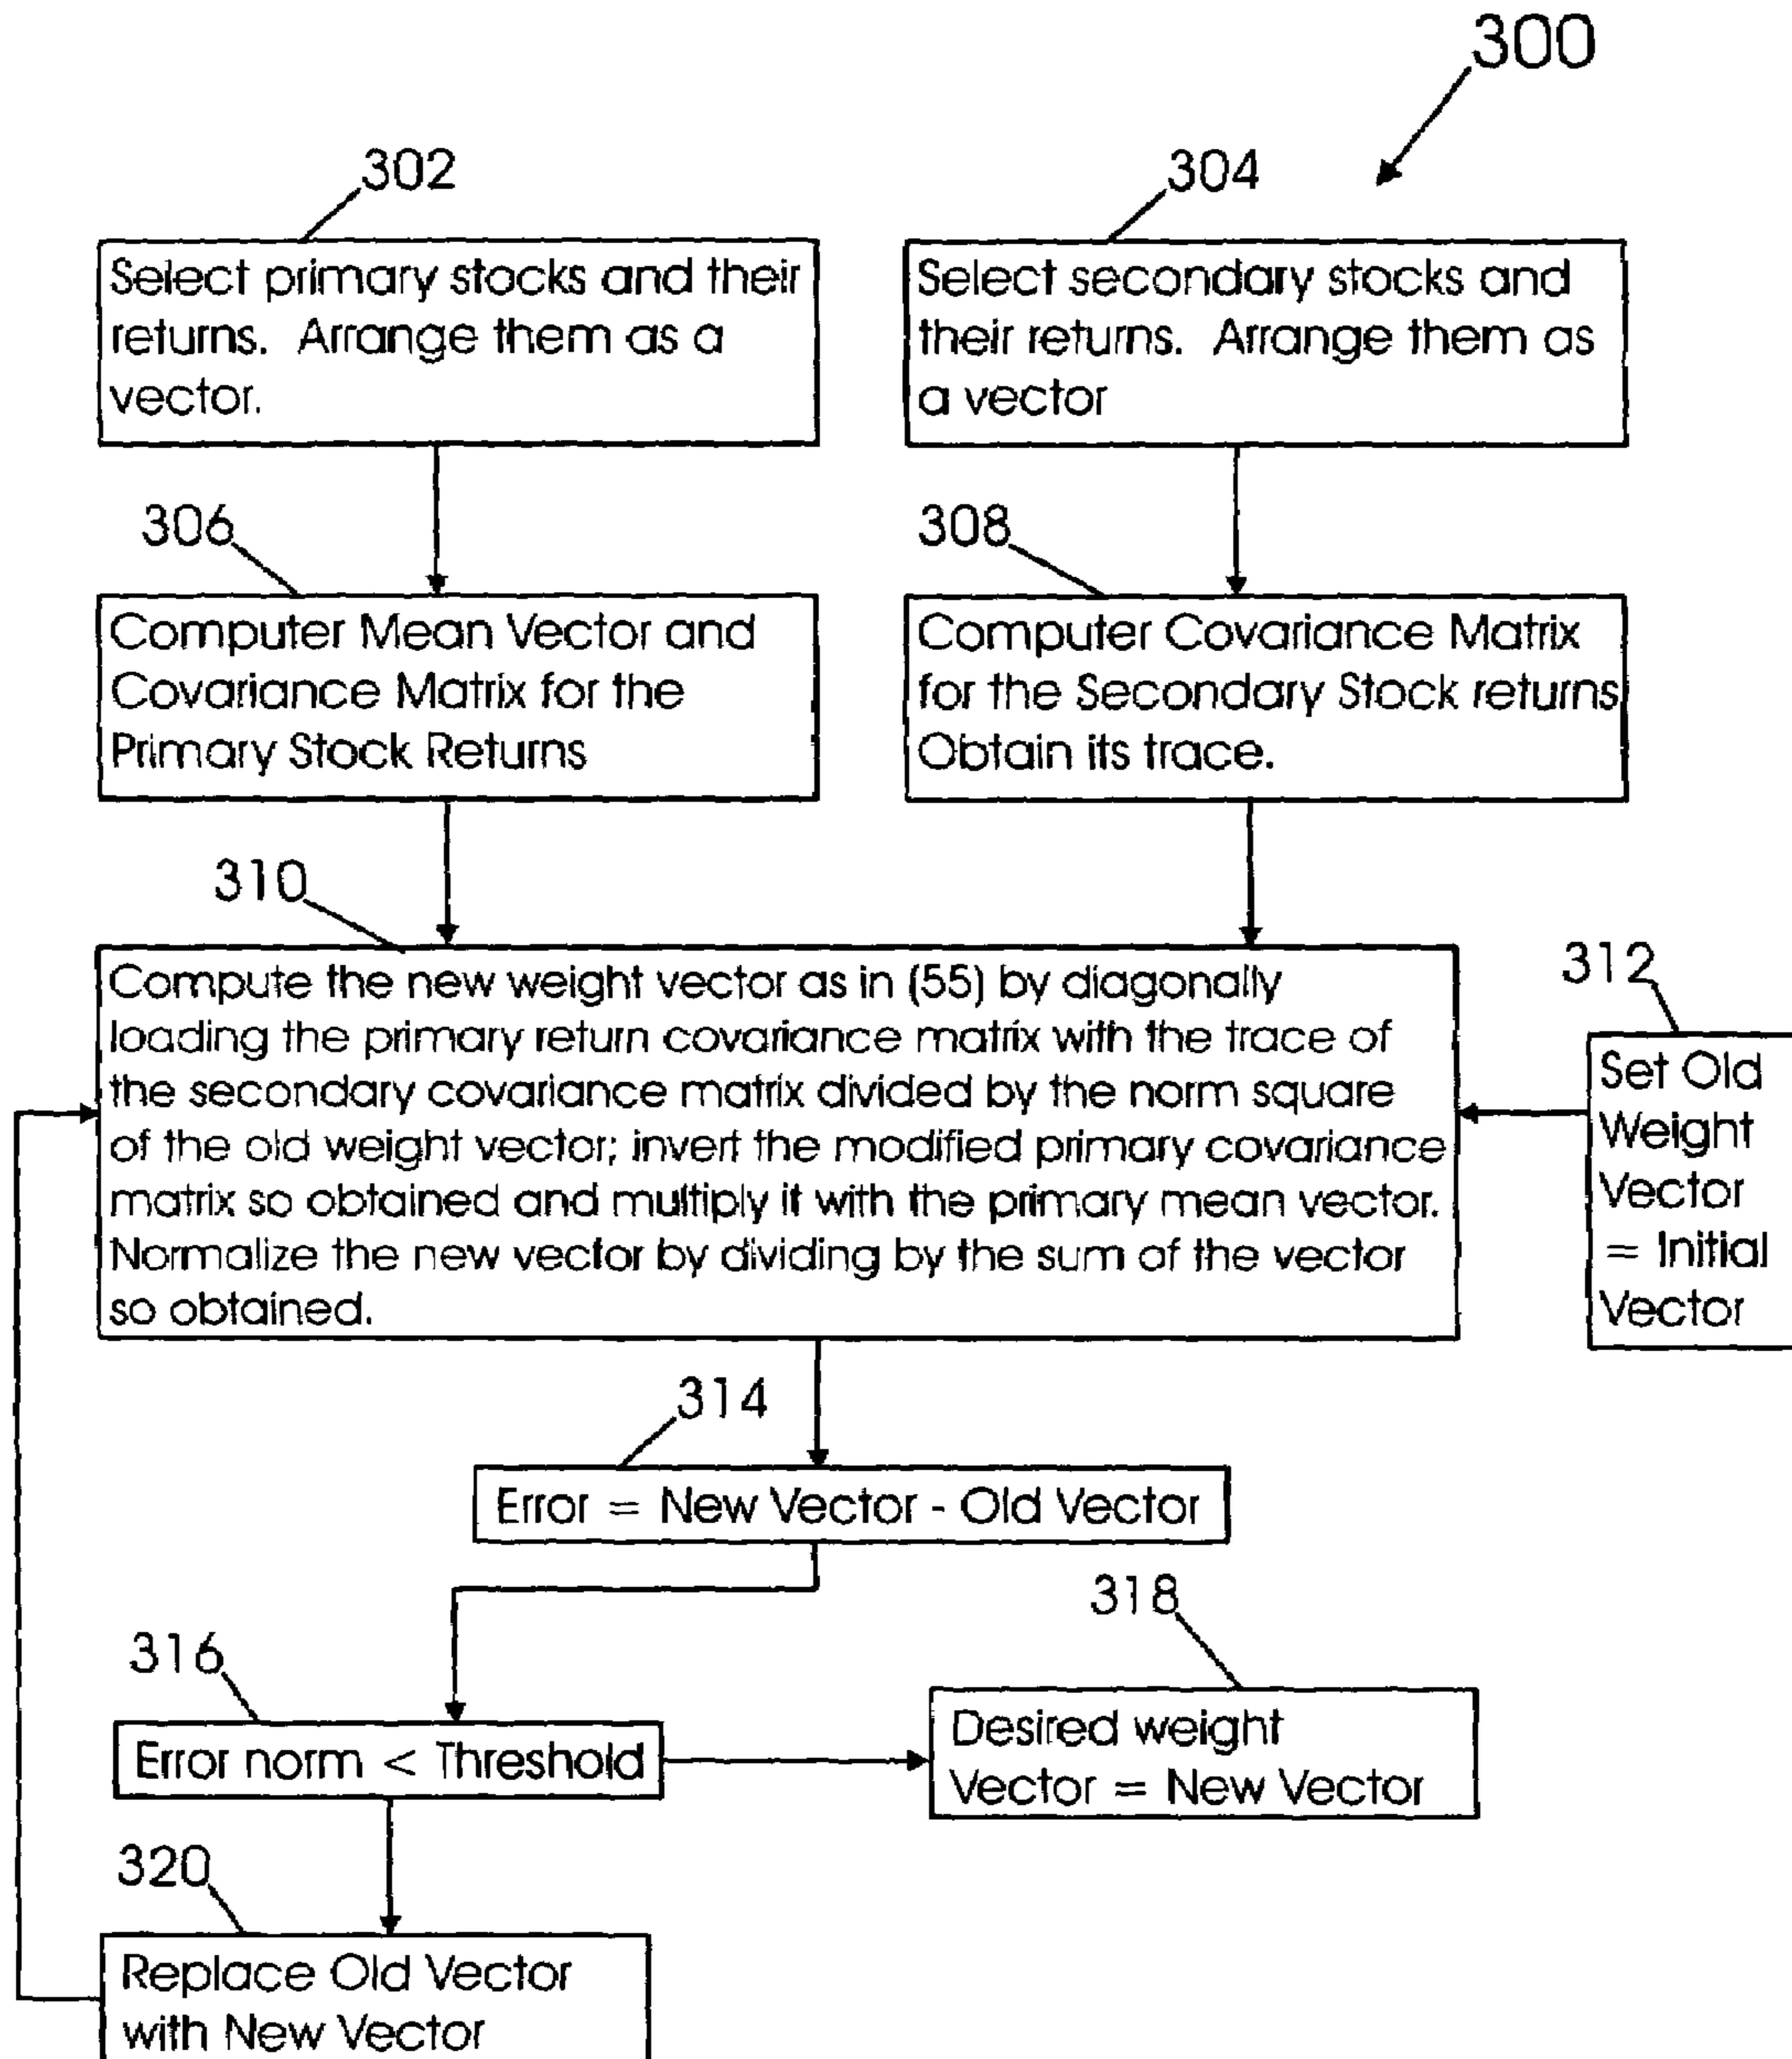 300
302
304
Select primary stocks and their
returns. Arrange them as a
vector.
Select secondary stocks and
their returns. Arrange them as
a vector
306
308
Computer Mean Vector and
Covariance Matrix for the
Primary Stock Returns
Computer Covariance Matrix
for the Secondary Stock returns
Obtain its trace.
310
312
Compute the new weight vector as in (55) by diagonally
loading the primary return covariance matrix with the trace of
the secondary covariance matrix divided by the norm square
of the old weight vector; invert the modified primary covariance
matrix so obtained and multiply it with the primary mean vector.
Normalize the new vector by dividing by the sum of the vector
so obtained.
Set Old
Weight
Vector
= Initial
Vector
314
Error = New Vector - Old Vector
316
318
Error norm < Threshold
Desired weight
Vector = New Vector
320
Replace Old Vector
with New Vector